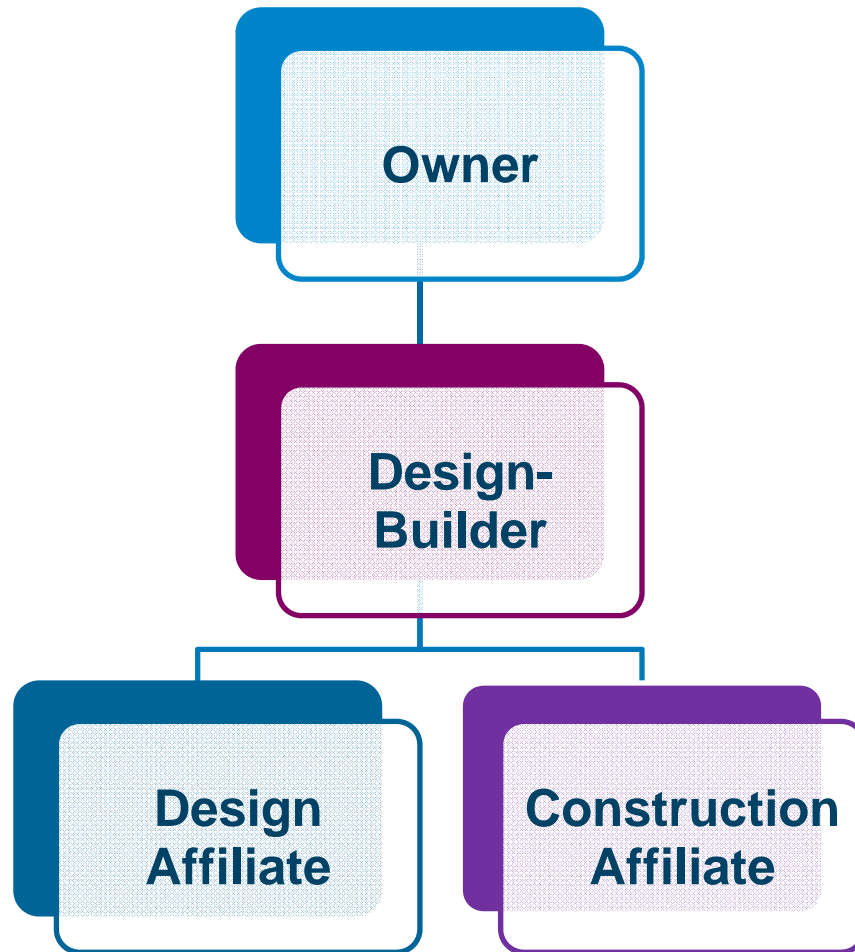 Owner
Design-
Builder
Design
Affiliate
Construction
Affiliate